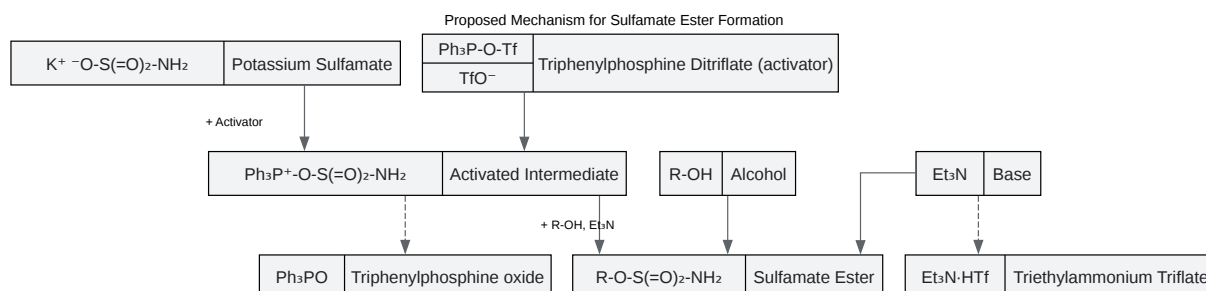 Proposed Mechanism for Sulfamate Ester Formation
K⁺ ⁻O-S(=O)₂-NH₂ Potassium Sulfamate
Ph₃P-O-Tf
TfO⁻
Triphenylphosphine Ditriflate (activator)
+ Activator
Ph₃P⁺-O-S(=O)₂-NH₂ Activated Intermediate
R-OH Alcohol
Et₃N Base
+ R-OH, Et₃N
Ph₃PO Triphenylphosphine oxide
R-O-S(=O)₂-NH₂ Sulfamate Ester
Et₃N·HTf Triethylammonium Triflate